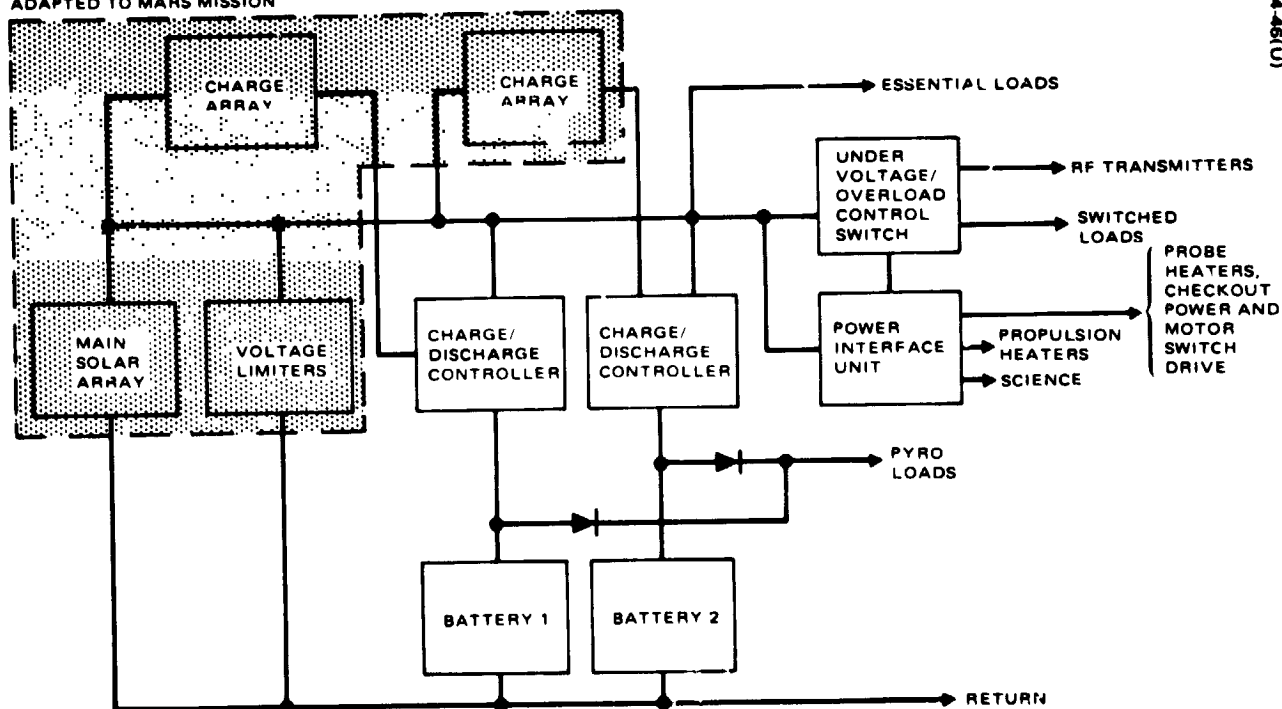 ADAPTED TO MARS MISSION
4-46(U)
CHARGE
ARRAY
CHARGE
ARRAY
ESSENTIAL LOADS
UNDER
VOLTAGE/
OVERLOAD
CONTROL
SWITCH
RF TRANSMITTERS
SWITCHED
LOADS
MAIN
SOLAR
ARRAY
VOLTAGE
LIMITERS
CHARGE/
DISCHARGE
CONTROLLER
CHARGE/
DISCHARGE
CONTROLLER
POWER
INTERFACE
UNIT
PROBE
HEATERS,
CHECKOUT
POWER AND
MOTOR
SWITCH
DRIVE
PROPULSION
HEATERS
SCIENCE
PYRO
LOADS
BATTERY 1
BATTERY 2
RETURN